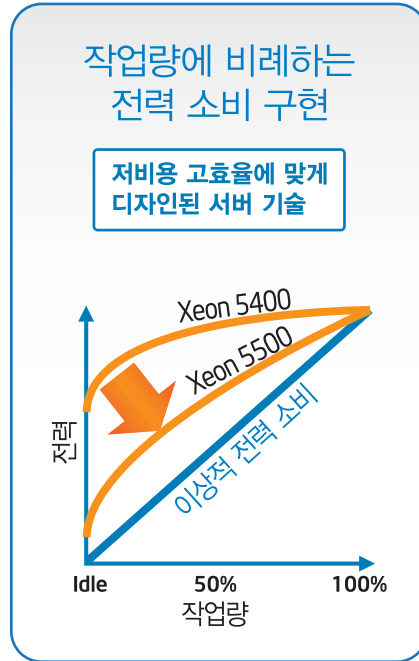 작업량에 비례하는
전력 소비 구현
저비용 고효율에 맞게
디자인된 서버 기술
Xeon 5400
Xeon 5500
이상적 전력 소비
전력
Idle 50% 100%
작업량